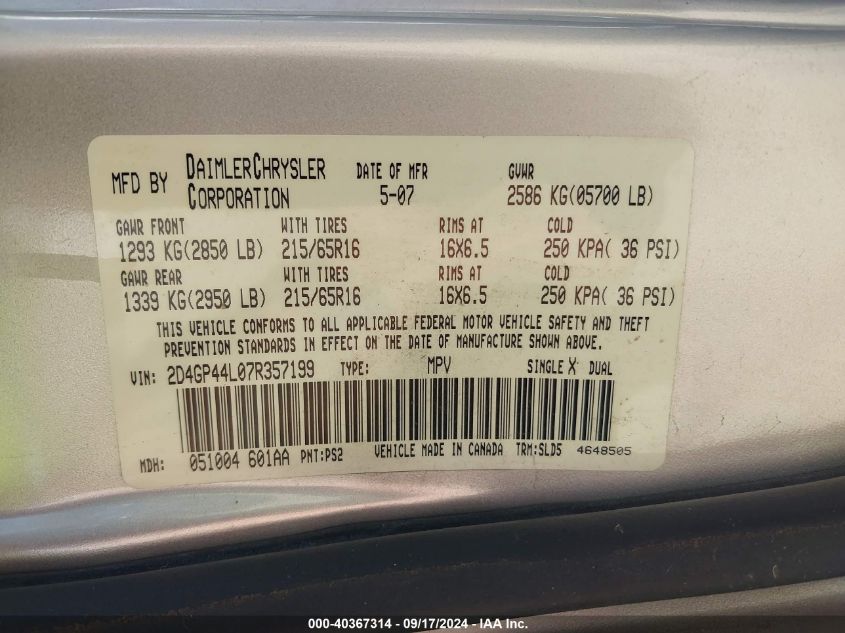 MFD BY DAIMLERCHRYSLER CORPORATION DATE OF MFR 5-07 GVWR 2586 KG(05700 LB)
GAWR FRONT WITH TIRES RIMS AT COLD
1293 KG(2850 LB) 215/65R16 16X6.5 250 KPA( 36 PSI)
GAWR REAR WITH TIRES RIMS AT COLD
1339 KG(2950 LB) 215/65R16 16X6.5 250 KPA( 36 PSI)
THIS VEHICLE CONFORMS TO ALL APPLICABLE FEDERAL MOTOR VEHICLE SAFETY AND THEFT
PREVENTION STANDARDS IN EFFECT ON THE DATE OF MANUFACTURE SHOWN ABOVE.
VIN: 2D4GP44L07R357199 TYPE: MPV SINGLE X DUAL
MDH: 051004 601AA PNT:PS2 VEHICLE MADE IN CANADA TRM:SLD5 4648505
000-40367314 - 09/17/2024 - IAA Inc.